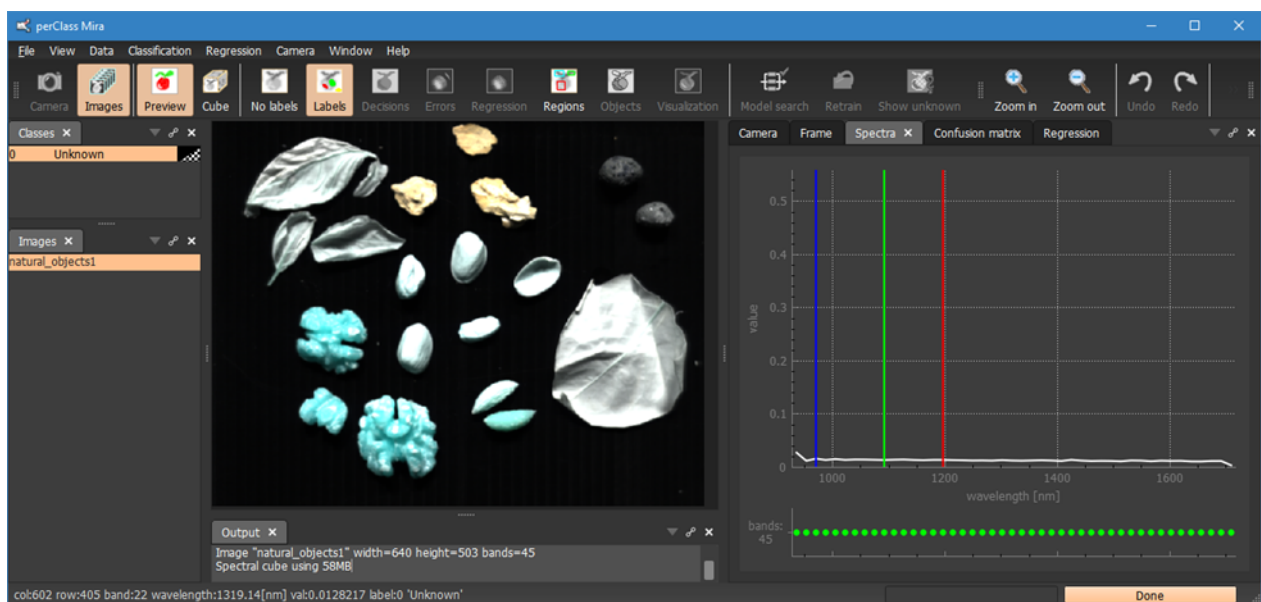 perClass Mira
File View Data Classification Regression Camera Window Help
Camera Images Preview Cube No labels Labels Decisions Errors Regression Regions Objects Visualization Model search Retrain Show unknown Zoom in Zoom out Undo Redo
Classes
0 Unknown
Images
natural_objects1
Output
Image "natural_objects1" width=640 height=503 bands=45
Spectral cube using 58MB
Camera Frame Spectra Confusion matrix Regression
0.5
0.4
0.3
0.2
0.1
0
value
1000 1200 1400 1600
wavelength [nm]
bands:
45
col:602 row:405 band:22 wavelength:1319.14[nm] val:0.0128217 label:0 'Unknown'
Done